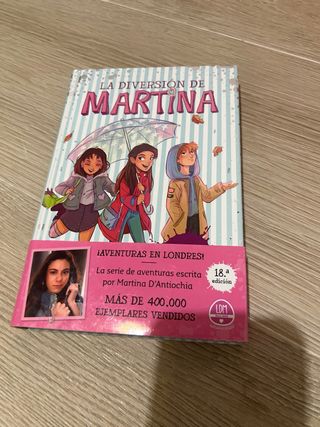 LA DIVERSIÓN DE
MARTINA
¡AVENTURAS EN LONDRES!
La serie de aventuras escrita
por Martina D'Antiochia
MÁS DE 400.000
EJEMPLARES VENDIDOS
18.ª
edición
LDM